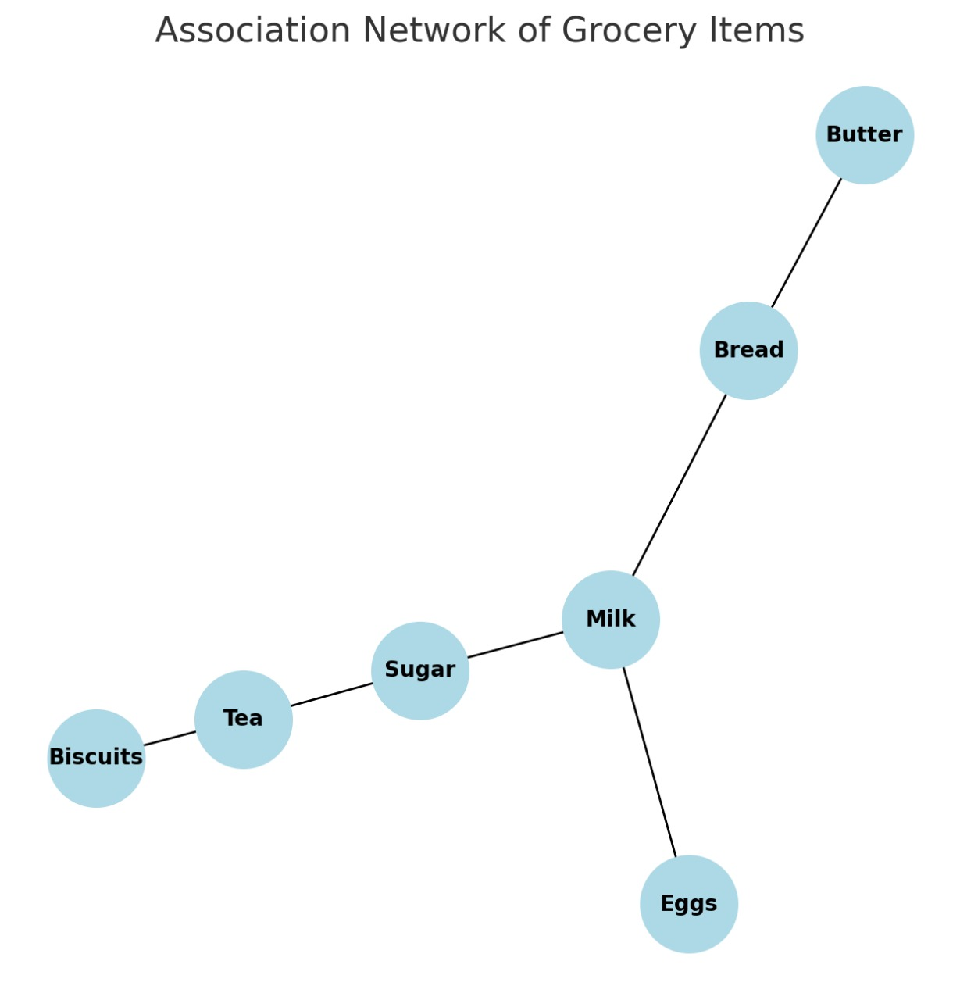 Association Network of Grocery Items
Butter
Bread
Milk
Sugar
Tea
Biscuits
Eggs